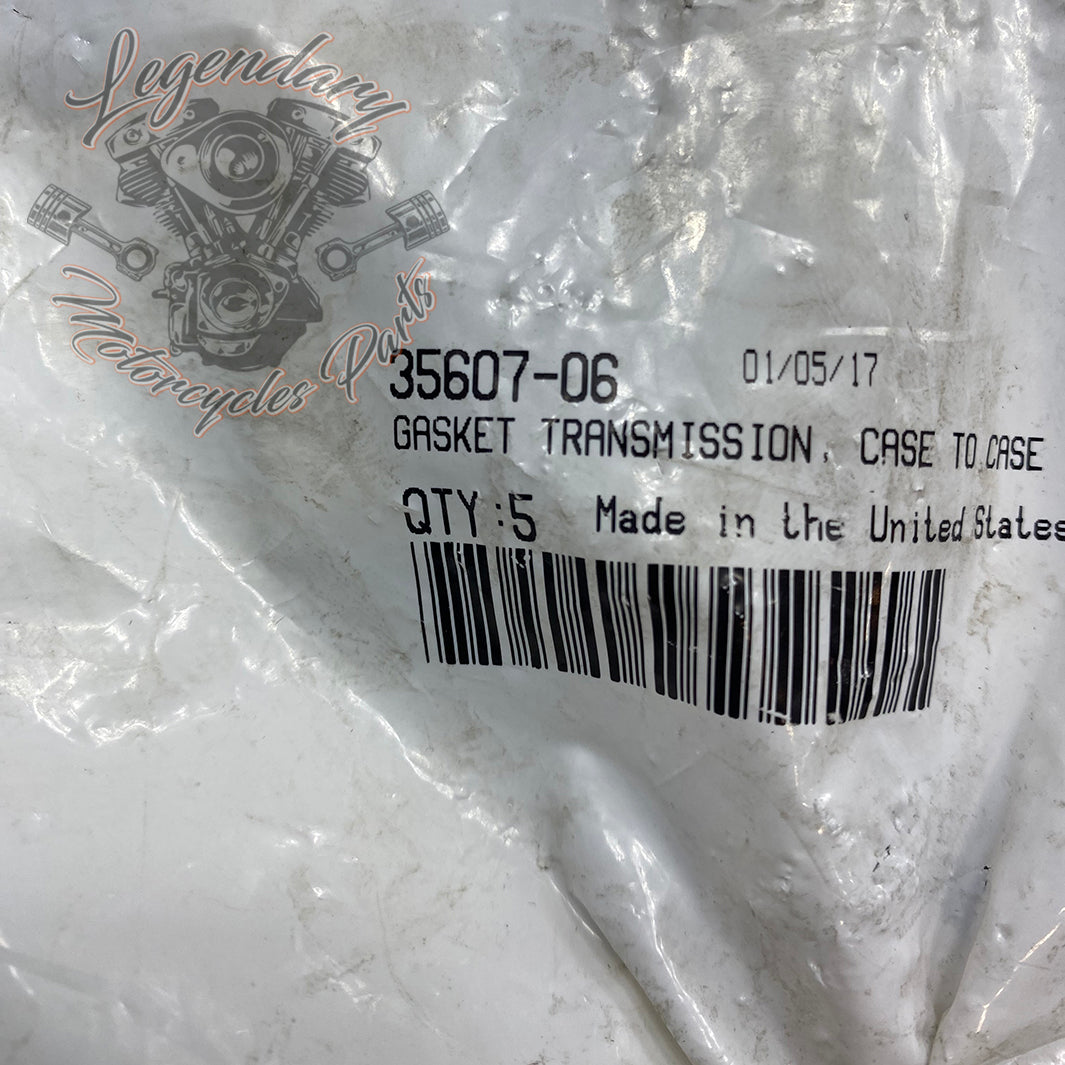 Legendary
Motorcycles Parts
35607-06 01/05/17
GASKET TRANSMISSION, CASE TO CASE
QTY:5 Made in the United States